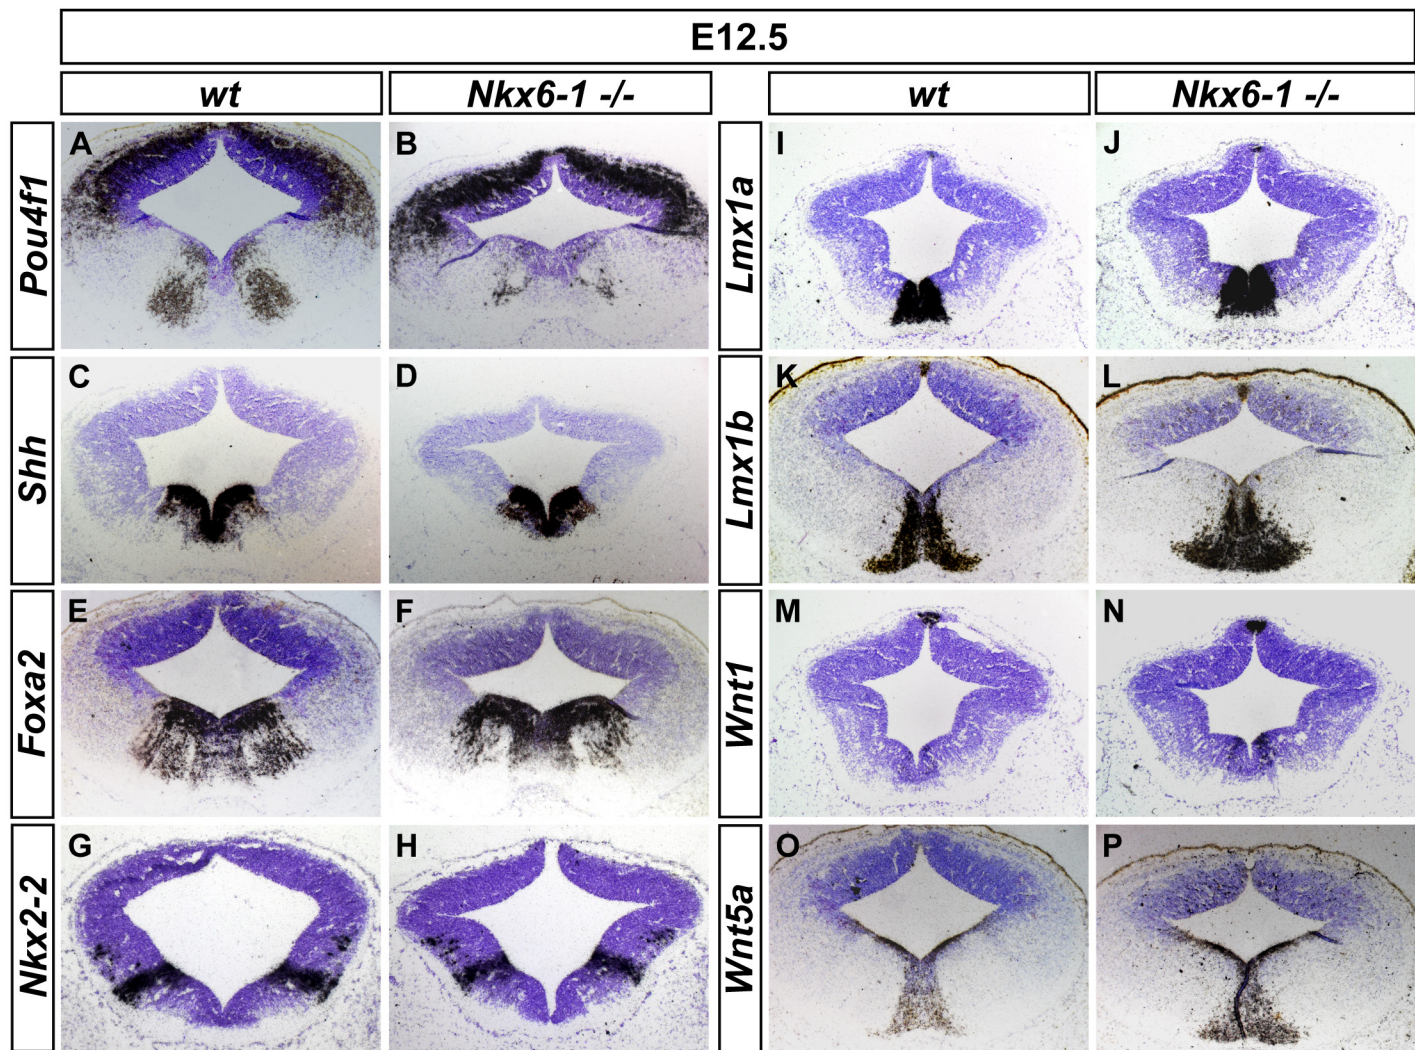 E12.5
wt
Nkx6-1 -/-
wt
Nkx6-1 -/-
Pou4f1
A
B
Lmx1a
I
J
Shh
C
D
Lmx1b
K
L
Foxa2
E
F
Wnt1
M
N
Nkx2-2
G
H
Wnt5a
O
P